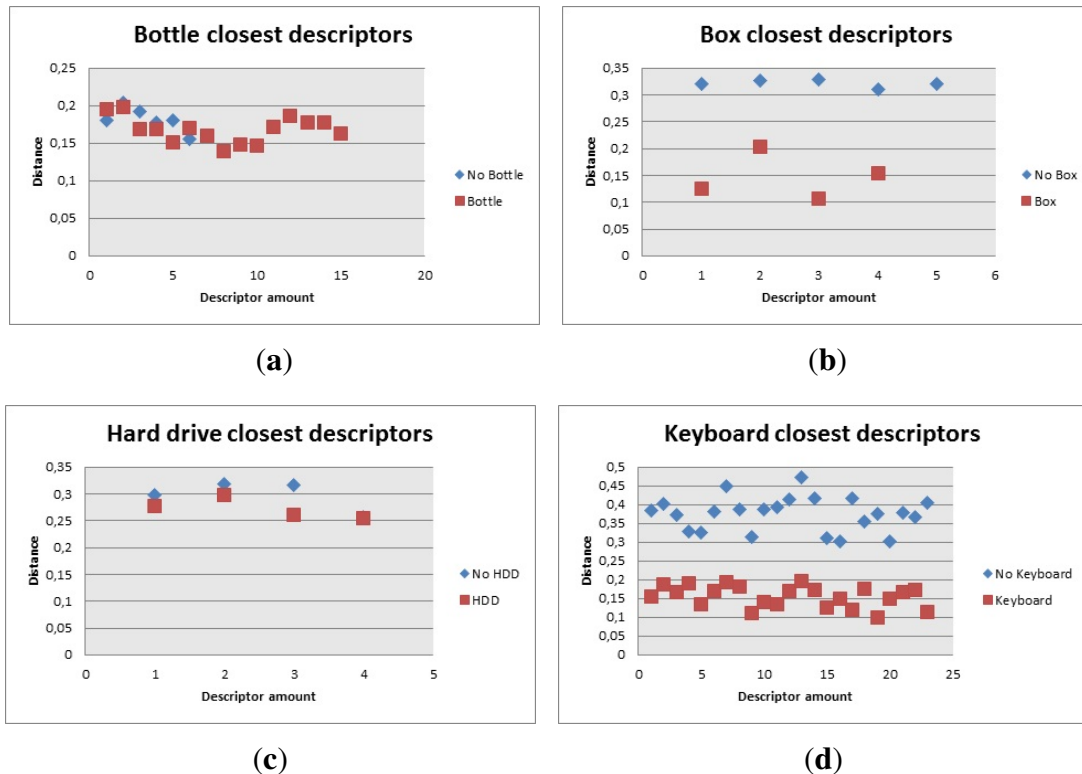 Bottle closest descriptors
0,25
0,2
0,15
0,1
0,05
0
Distance
0 5 10 15 20
Descriptor amount
No Bottle
Bottle
(a)
Box closest descriptors
0,35
0,3
0,25
0,2
0,15
0,1
0,05
0
Distance
0 1 2 3 4 5 6
Descriptor amount
No Box
Box
(b)
Hard drive closest descriptors
0,35
0,3
0,25
0,2
0,15
0,1
0,05
0
Distance
0 1 2 3 4 5
Descriptor amount
No HDD
HDD
(c)
Keyboard closest descriptors
0,5
0,45
0,4
0,35
0,3
0,25
0,2
0,15
0,1
0,05
0
Distance
0 5 10 15 20 25
Descriptor amount
No Keyboard
Keyboard
(d)